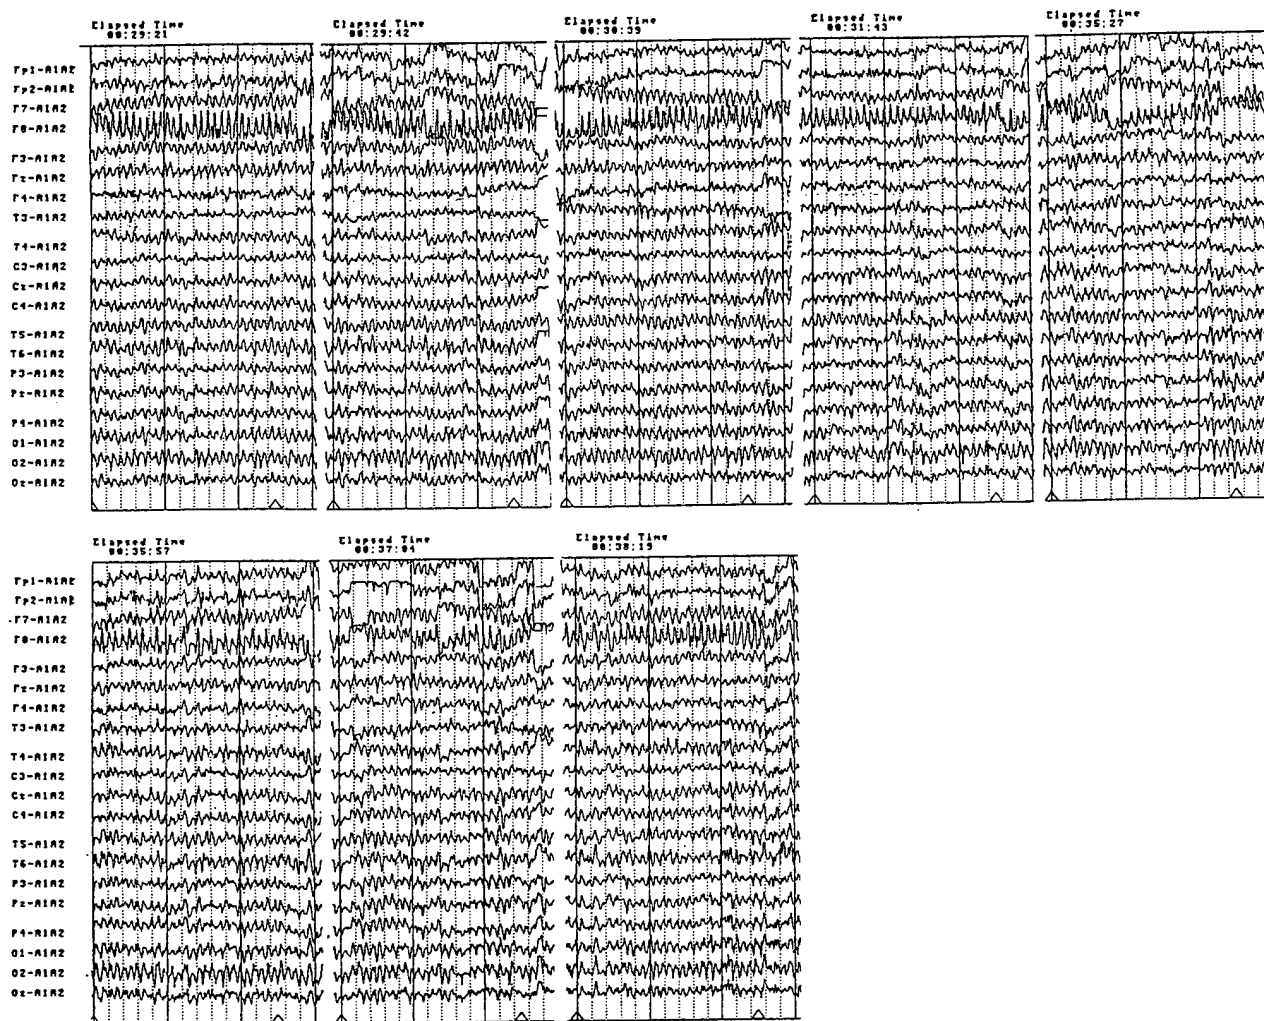 Elapsed Time
00:29:21
Elapsed Time
00:29:42
Elapsed Time
00:30:39
Elapsed Time
00:31:43
Elapsed Time
00:35:27
Fp1-A1A2
Fp2-A1A2
F7-A1A2
F8-A1A2
F3-A1A2
Fz-A1A2
F4-A1A2
T3-A1A2
T4-A1A2
C3-A1A2
Cz-A1A2
C4-A1A2
T5-A1A2
T6-A1A2
P3-A1A2
Pz-A1A2
P4-A1A2
O1-A1A2
O2-A1A2
Oz-A1A2
Elapsed Time
00:35:57
Elapsed Time
00:37:04
Elapsed Time
00:38:19
Fp1-A1A2
Fp2-A1A2
F7-A1A2
F8-A1A2
F3-A1A2
Fz-A1A2
F4-A1A2
T3-A1A2
T4-A1A2
C3-A1A2
Cz-A1A2
C4-A1A2
T5-A1A2
T6-A1A2
P3-A1A2
Pz-A1A2
P4-A1A2
O1-A1A2
O2-A1A2
Oz-A1A2